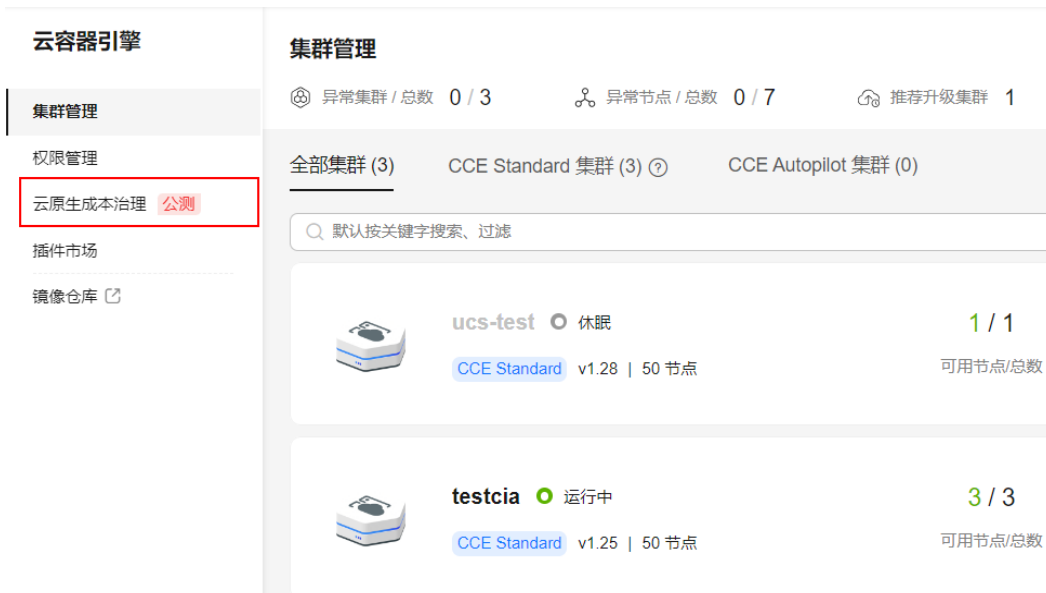 云容器引擎
集群管理
权限管理
云原生成本治理 公测
插件市场
镜像仓库
集群管理
异常集群 / 总数 0 / 3 异常节点 / 总数 0 / 7 推荐升级集群 1
全部集群 (3) CCE Standard 集群 (3) ? CCE Autopilot 集群 (0)
默认按关键字搜索、过滤
ucs-test 休眠 1 / 1
CCE Standard v1.28 | 50 节点 可用节点/总数
testcia 运行中 3 / 3
CCE Standard v1.25 | 50 节点 可用节点/总数